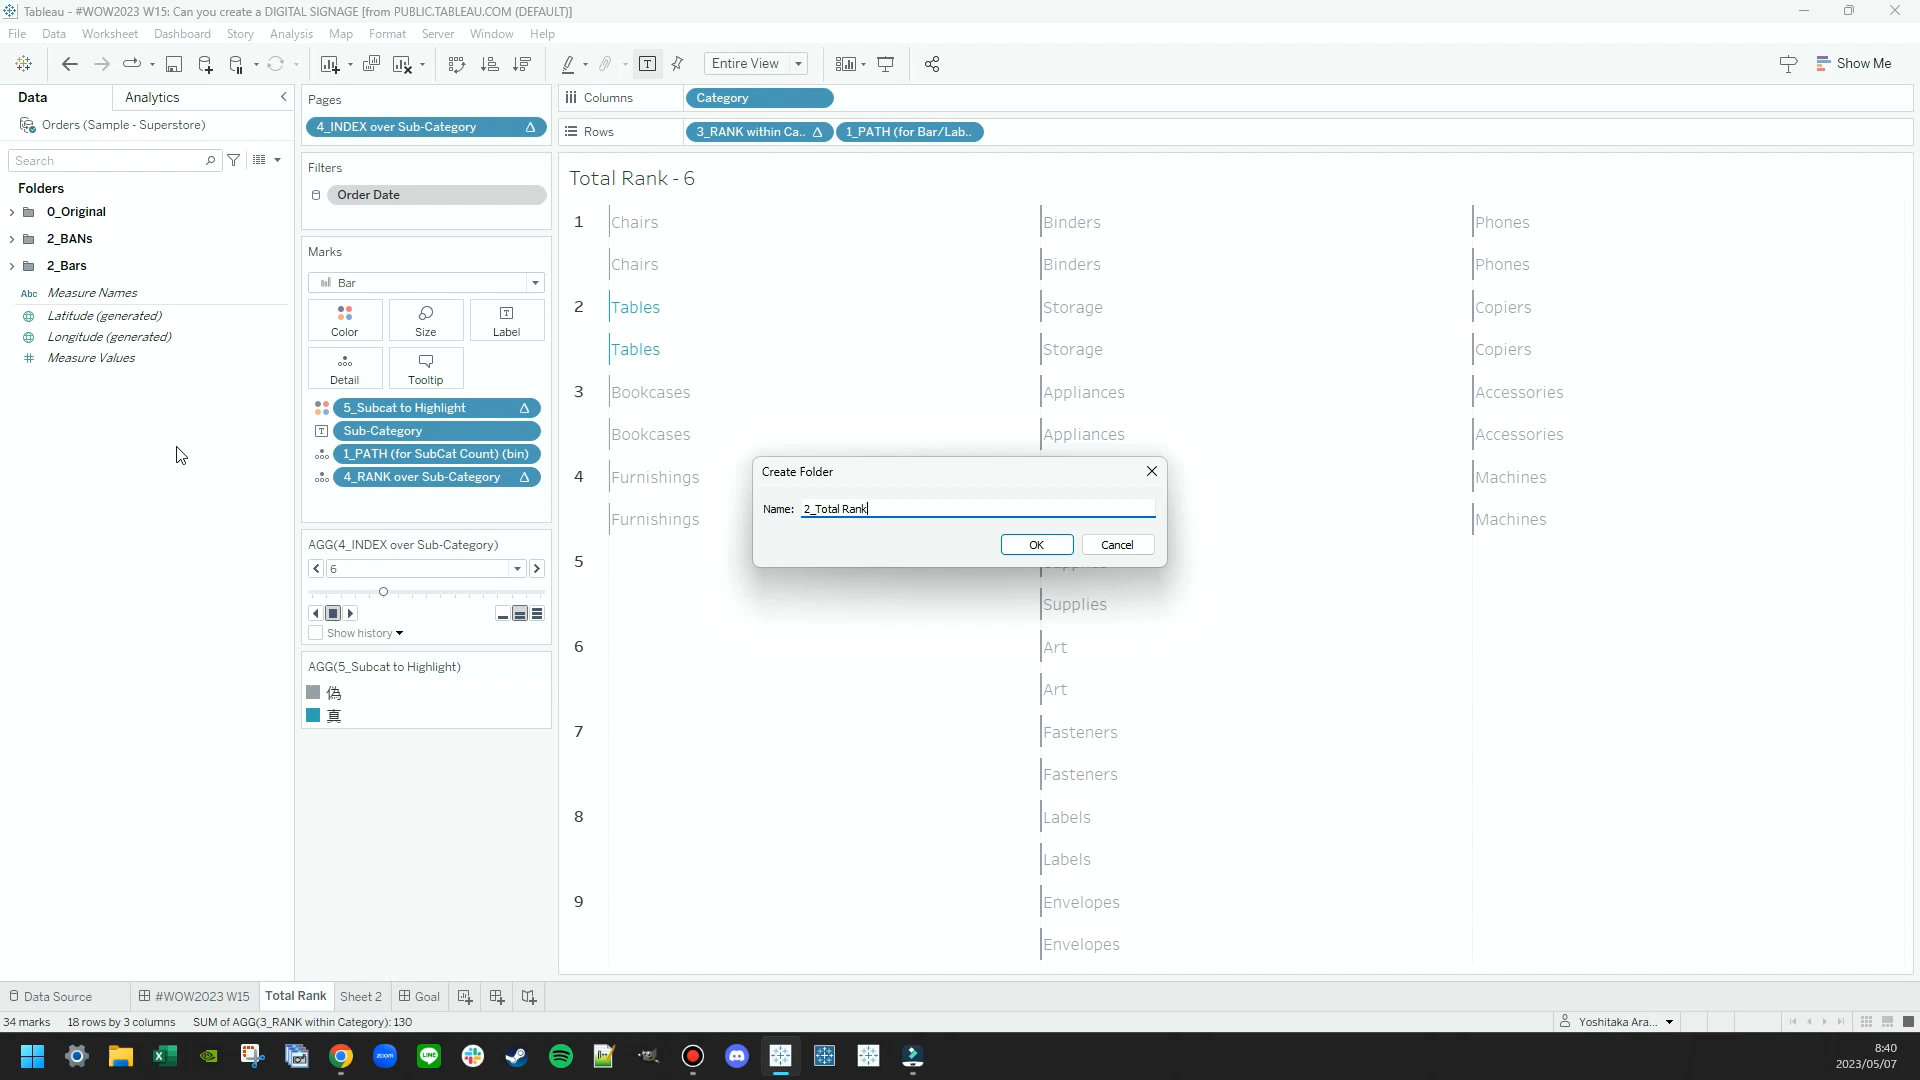 Tableau - #WOW2023 W15: Can you create a DIGITAL SIGNAGE [from PUBLIC.TABLEAU.COM (DEFAULT)]
File Data Worksheet Dashboard Story Analysis Map Format Server Window Help
Entire View
Show Me
Data Analytics
Orders (Sample - Superstore)
Search
Folders
0_Original
2_BANs
2_Bars
Abc Measure Names
Latitude (generated)
Longitude (generated)
# Measure Values
Pages
4_INDEX over Sub-Category
Filters
Order Date
Marks
Bar
Color Size Label
Detail Tooltip
5_Subcat to Highlight
Sub-Category
1_PATH (for SubCat Count) (bin)
4_RANK over Sub-Category
AGG(4_INDEX over Sub-Category)
6
Show history
AGG(5_Subcat to Highlight)
偽
真
Columns Category
Rows 3_RANK within Ca.. 1_PATH (for Bar/Lab..
Total Rank - 6
1 Chairs Binders Phones
Chairs Binders Phones
2 Tables Storage Copiers
Tables Storage Copiers
3 Bookcases Appliances Accessories
Bookcases Appliances Accessories
4 Furnishings Machines
Furnishings Machines
5
Supplies
6 Art
Art
7 Fasteners
Fasteners
8 Labels
Labels
9 Envelopes
Envelopes
Create Folder
Name: 2_Total Rank
OK Cancel
Data Source #WOW2023 W15 Total Rank Sheet 2 Goal
34 marks 18 rows by 3 columns SUM of AGG(3_RANK within Category): 130
Yoshitaka Ara...
zoom
LINE
8:40
2023/05/07